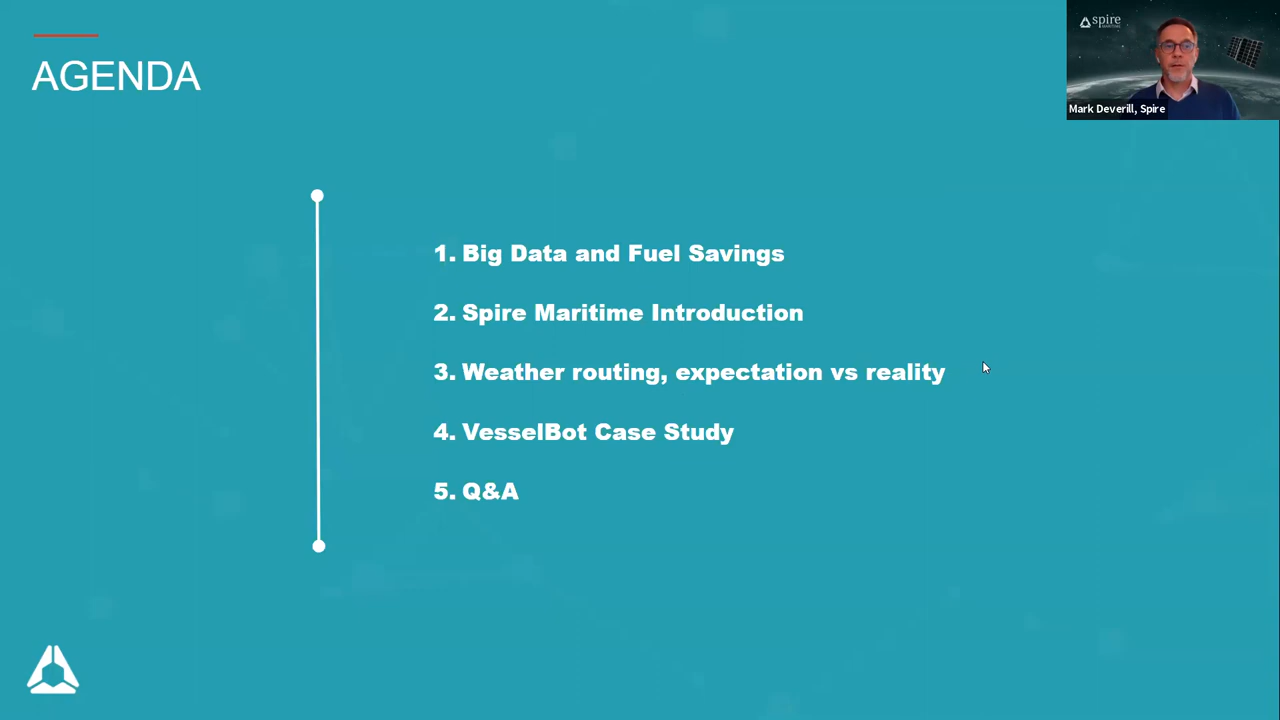 AGENDA
spire
Mark Deverill, Spire
1. Big Data and Fuel Savings
2. Spire Maritime Introduction
3. Weather routing, expectation vs reality
4. VesselBot Case Study
5. Q&A